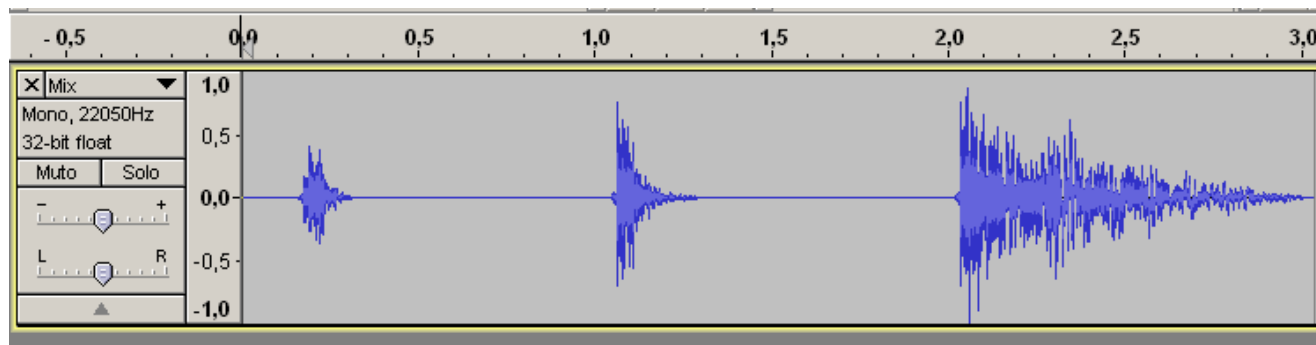 - 0,5 0,0 0,5 1,0 1,5 2,0 2,5 3,0
X Mix 1,0
Mono, 22050Hz
32-bit float 0,5
Muto Solo
- + 0,0
L R -0,5
-1,0